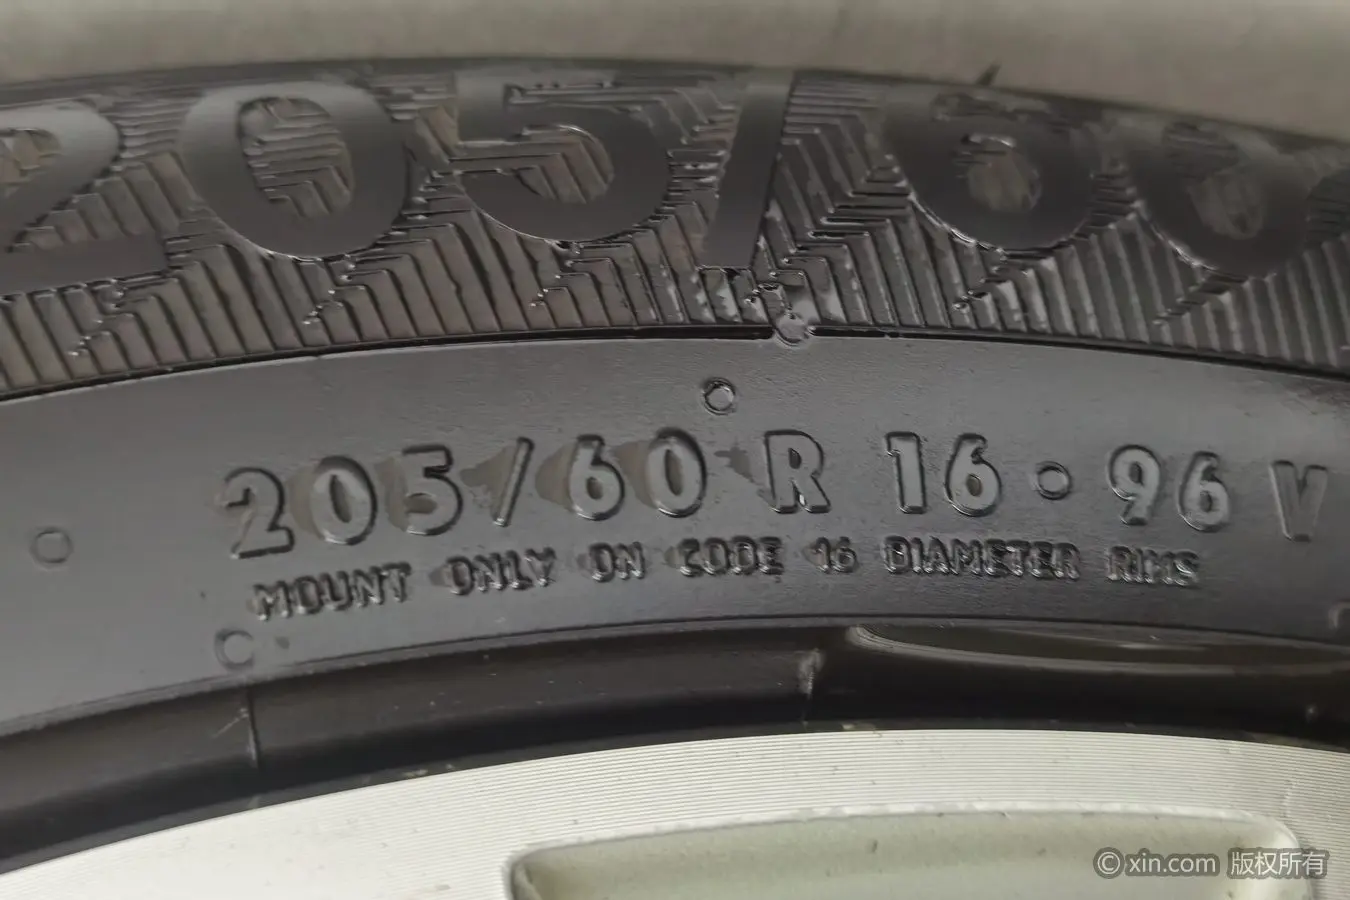 205/60
205/60 R 16 · 96 V
MOUNT ONLY ON CODE 16 DIAMETER RIMS
© xin.com 版权所有